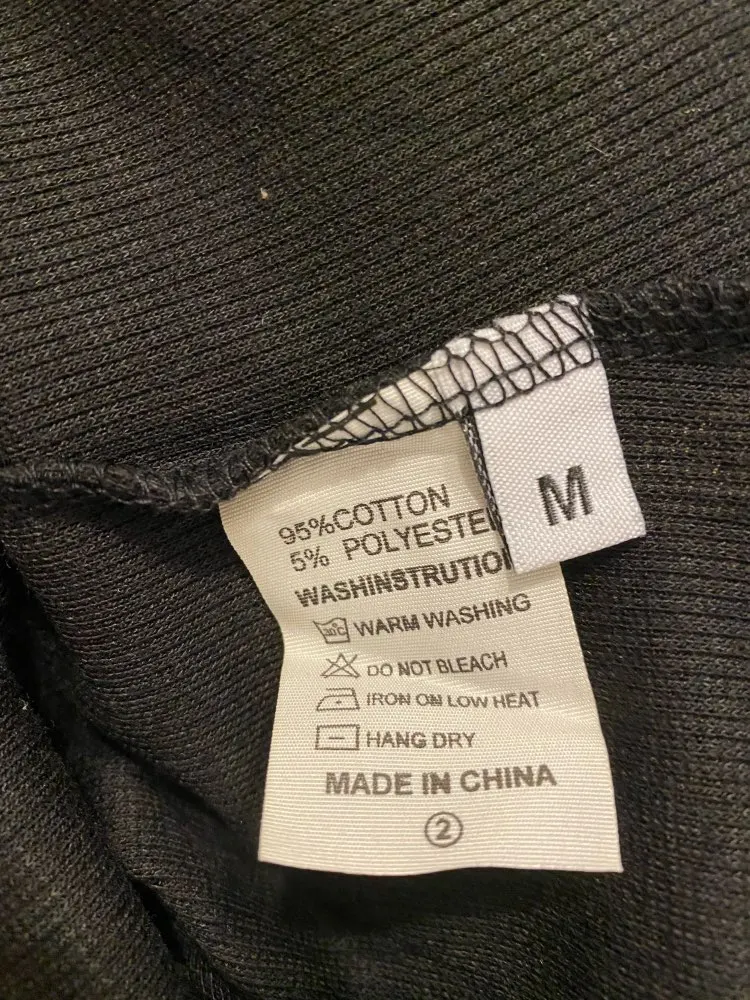 M
95%COTTON
5% POLYESTE
WASHINSTRUTIO
30°C WARM WASHING
DO NOT BLEACH
IRON ON LOW HEAT
HANG DRY
MADE IN CHINA
②